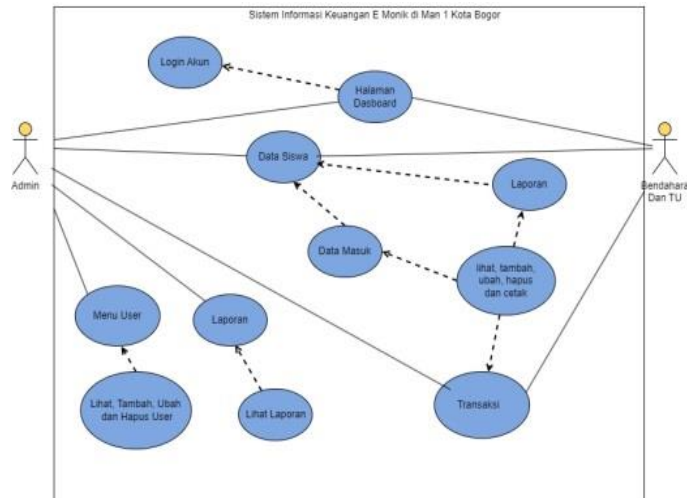 Sistem Informasi Keuangan E Monik di Man 1 Kota Bogor
Login Akun
Halaman
Dasboard
Admin
Data Siswa
Laporan
Bendahara
Dan TU
Data Masuk
lihat, tambah,
ubah, hapus
dan cetak
Menu User
Laporan
Lihat, Tambah, Ubah
dan Hapus User
Lihat Laporan
Transaksi